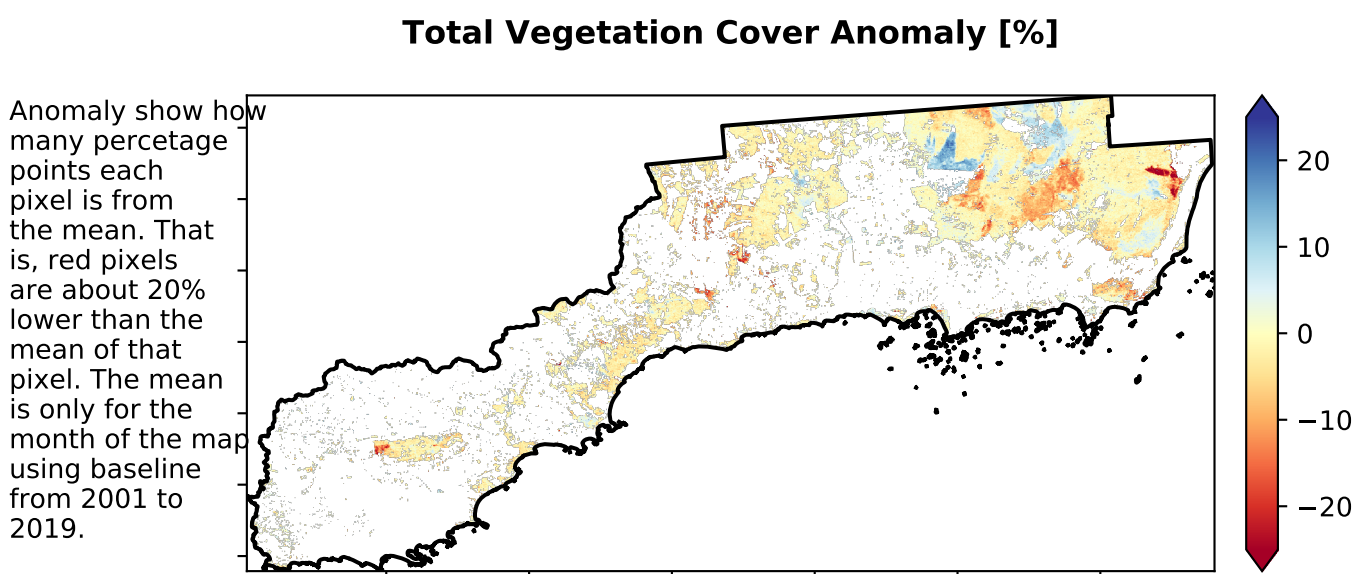 Total Vegetation Cover Anomaly [%]
Anomaly show how
many percetage
points each
pixel is from
the mean. That
is, red pixels
are about 20%
lower than the
mean of that
pixel. The mean
is only for the
month of the map
using baseline
from 2001 to
2019.
20
10
0
−10
−20